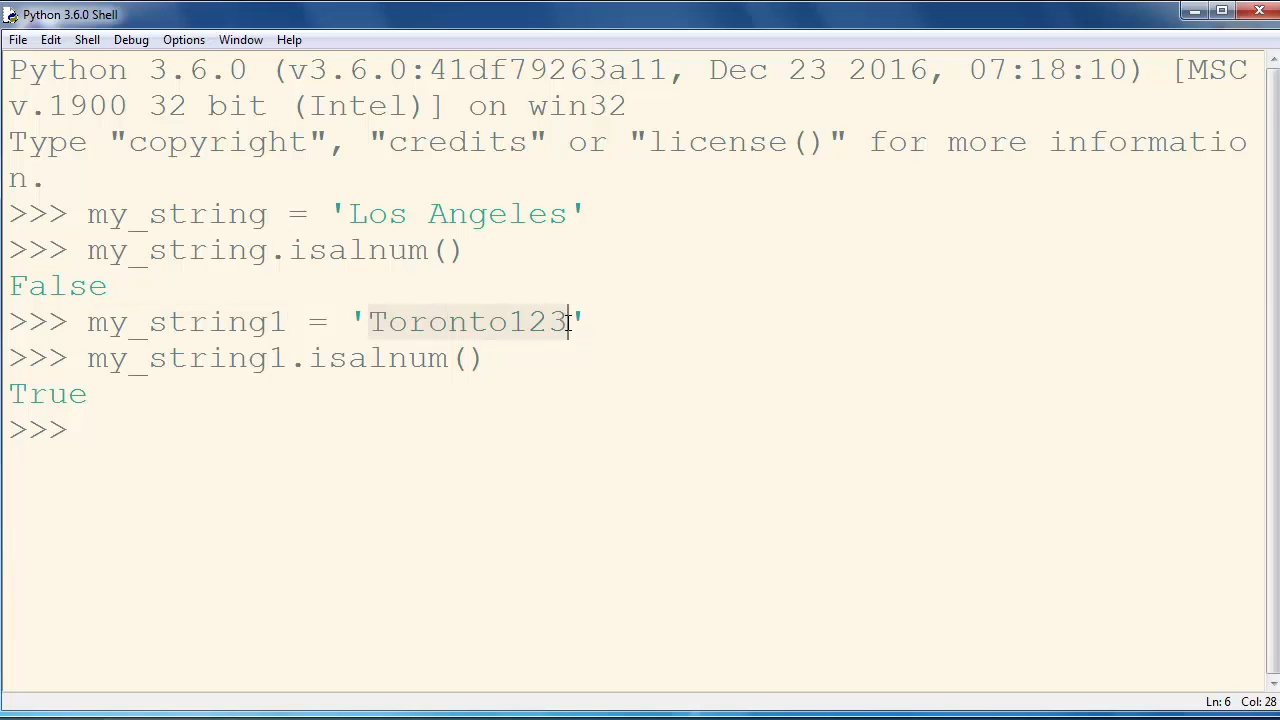 Python 3.6.0 Shell
File Edit Shell Debug Options Window Help
Python 3.6.0 (v3.6.0:41df79263a11, Dec 23 2016, 07:18:10) [MSC
v.1900 32 bit (Intel)] on win32
Type "copyright", "credits" or "license()" for more informatio
n.
>>> my_string = 'Los Angeles'
>>> my_string.isalnum()
False
>>> my_string1 = 'Toronto123'
>>> my_string1.isalnum()
True
>>>
Ln: 6 Col: 28